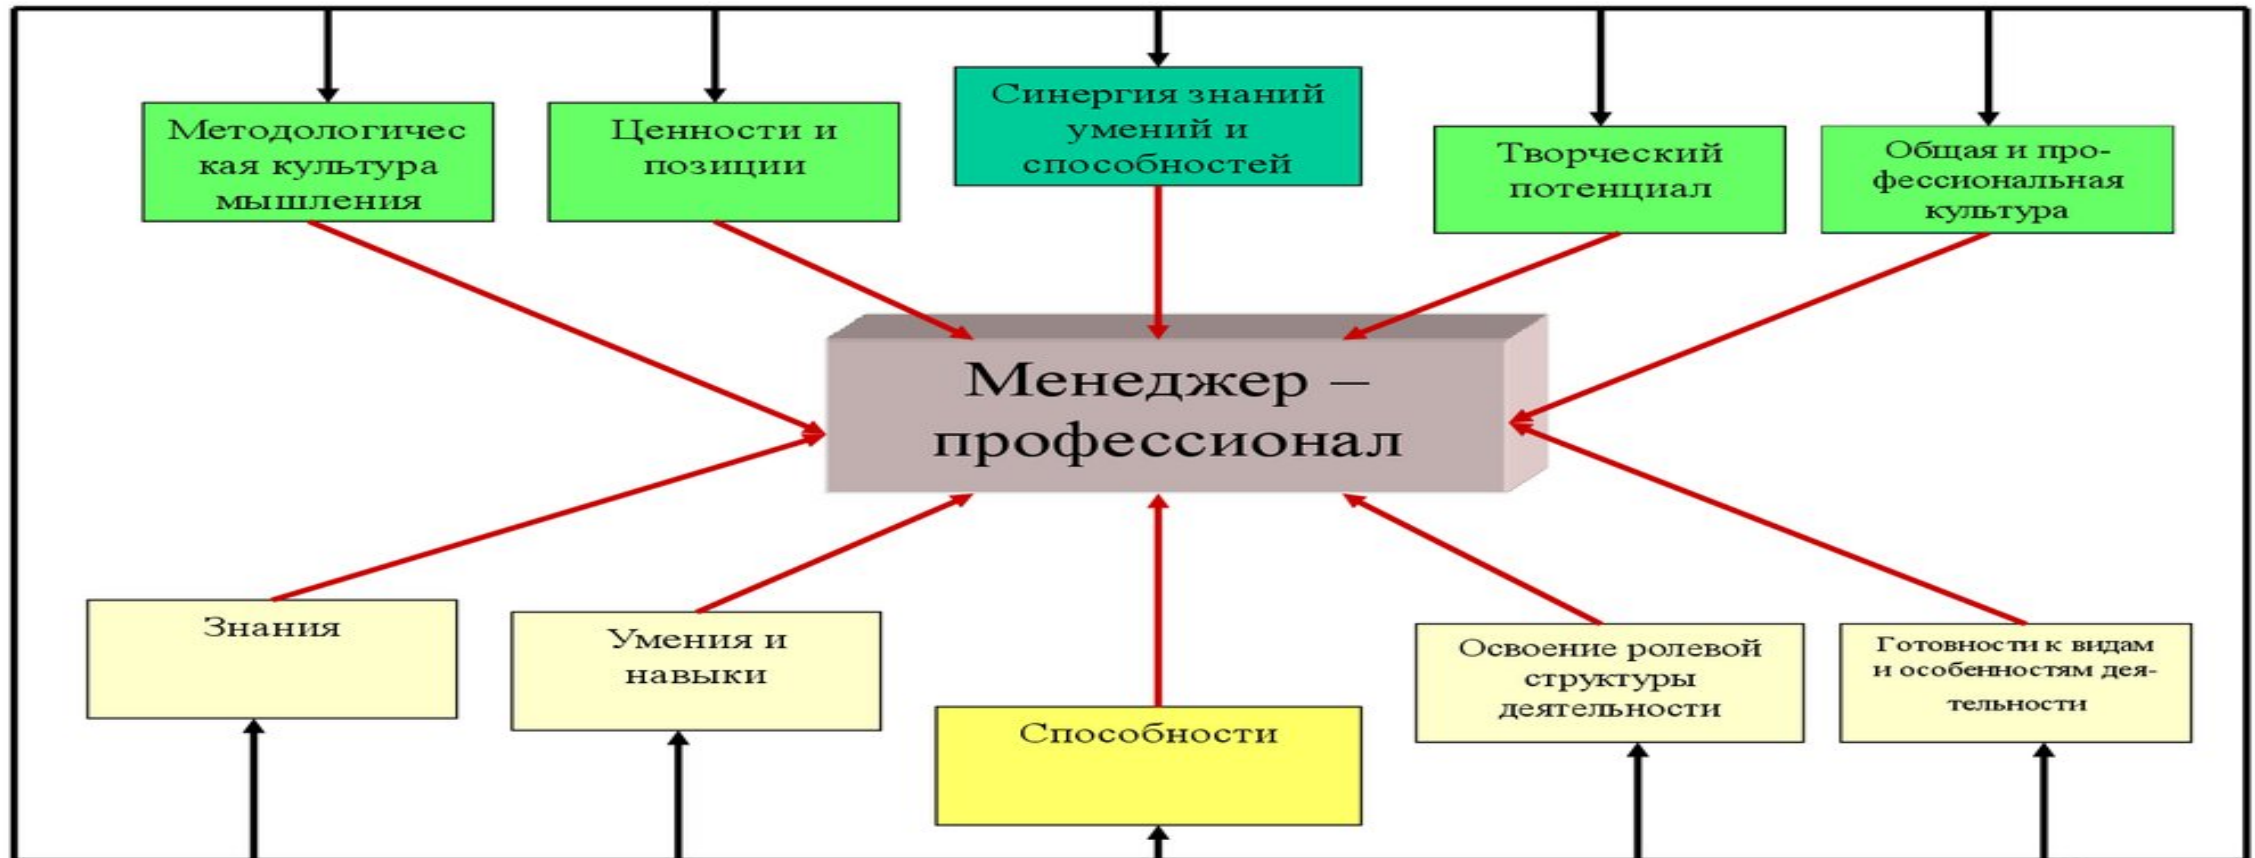 Методологичес
кая культура
мышления
Ценности и
позиции
Синергия знаний
умений и
способностей
Творческий
потенциал
Общая и про-
фессиональная
культура
Менеджер –
профессионал
Знания
Умения и
навыки
Способности
Освоение ролевой
структуры
деятельности
Готовности к видам
и особенностям дея-
тельности